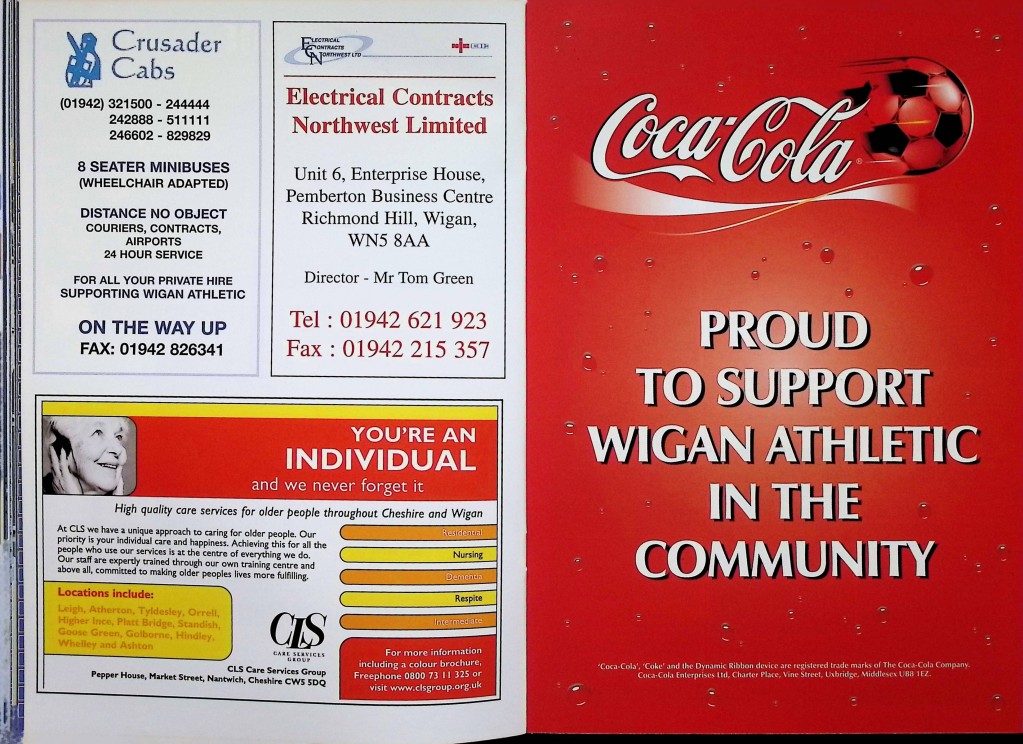 Crusader
Cabs
(01942) 321500 - 244444
242888 - 511111
246602 - 829829
8 SEATER MINIBUSES
(WHEELCHAIR ADAPTED)
DISTANCE NO OBJECT
COURIERS, CONTRACTS,
AIRPORTS
24 HOUR SERVICE
FOR ALL YOUR PRIVATE HIRE
SUPPORTING WIGAN ATHLETIC
ON THE WAY UP
FAX: 01942 826341
ELECTRICAL
CONTRACTS
NORTHWEST LTD
Electrical Contracts
Northwest Limited
Unit 6, Enterprise House,
Pemberton Business Centre
Richmond Hill, Wigan,
WN5 8AA
Director - Mr Tom Green
Tel : 01942 621 923
Fax : 01942 215 357
YOU'RE AN
INDIVIDUAL
and we never forget it
High quality care services for older people throughout Cheshire and Wigan
At CLS we have a unique approach to caring for older people. Our
priority is your individual care and happiness. Achieving this for all the
people who use our services is at the centre of everything we do.
Our staff are expertly trained through our own training centre and
above all, committed to making older peoples lives more fulfilling.
Residential
Nursing
Dementia
Respite
Intermediate
Locations include:
Leigh, Atherton, Tyldesley, Orrell,
Higher Ince, Platt Bridge, Standish,
Goose Green, Golborne, Hindley,
Whelley and Ashton
CLS
CARE SERVICES
GROUP
CLS Care Services Group
Pepper House, Market Street, Nantwich, Cheshire CW5 5DQ
For more information
including a colour brochure,
Freephone 0800 73 11 325 or
visit www.clsgroup.org.uk
Coca-Cola®
PROUD
TO SUPPORT
WIGAN ATHLETIC
IN THE
COMMUNITY
'Coca-Cola', 'Coke' and the Dynamic Ribbon device are registered trade marks of The Coca-Cola Company.
Coca-Cola Enterprises Ltd, Charter Place, Vine Street, Uxbridge, Middlesex UB8 1EZ.